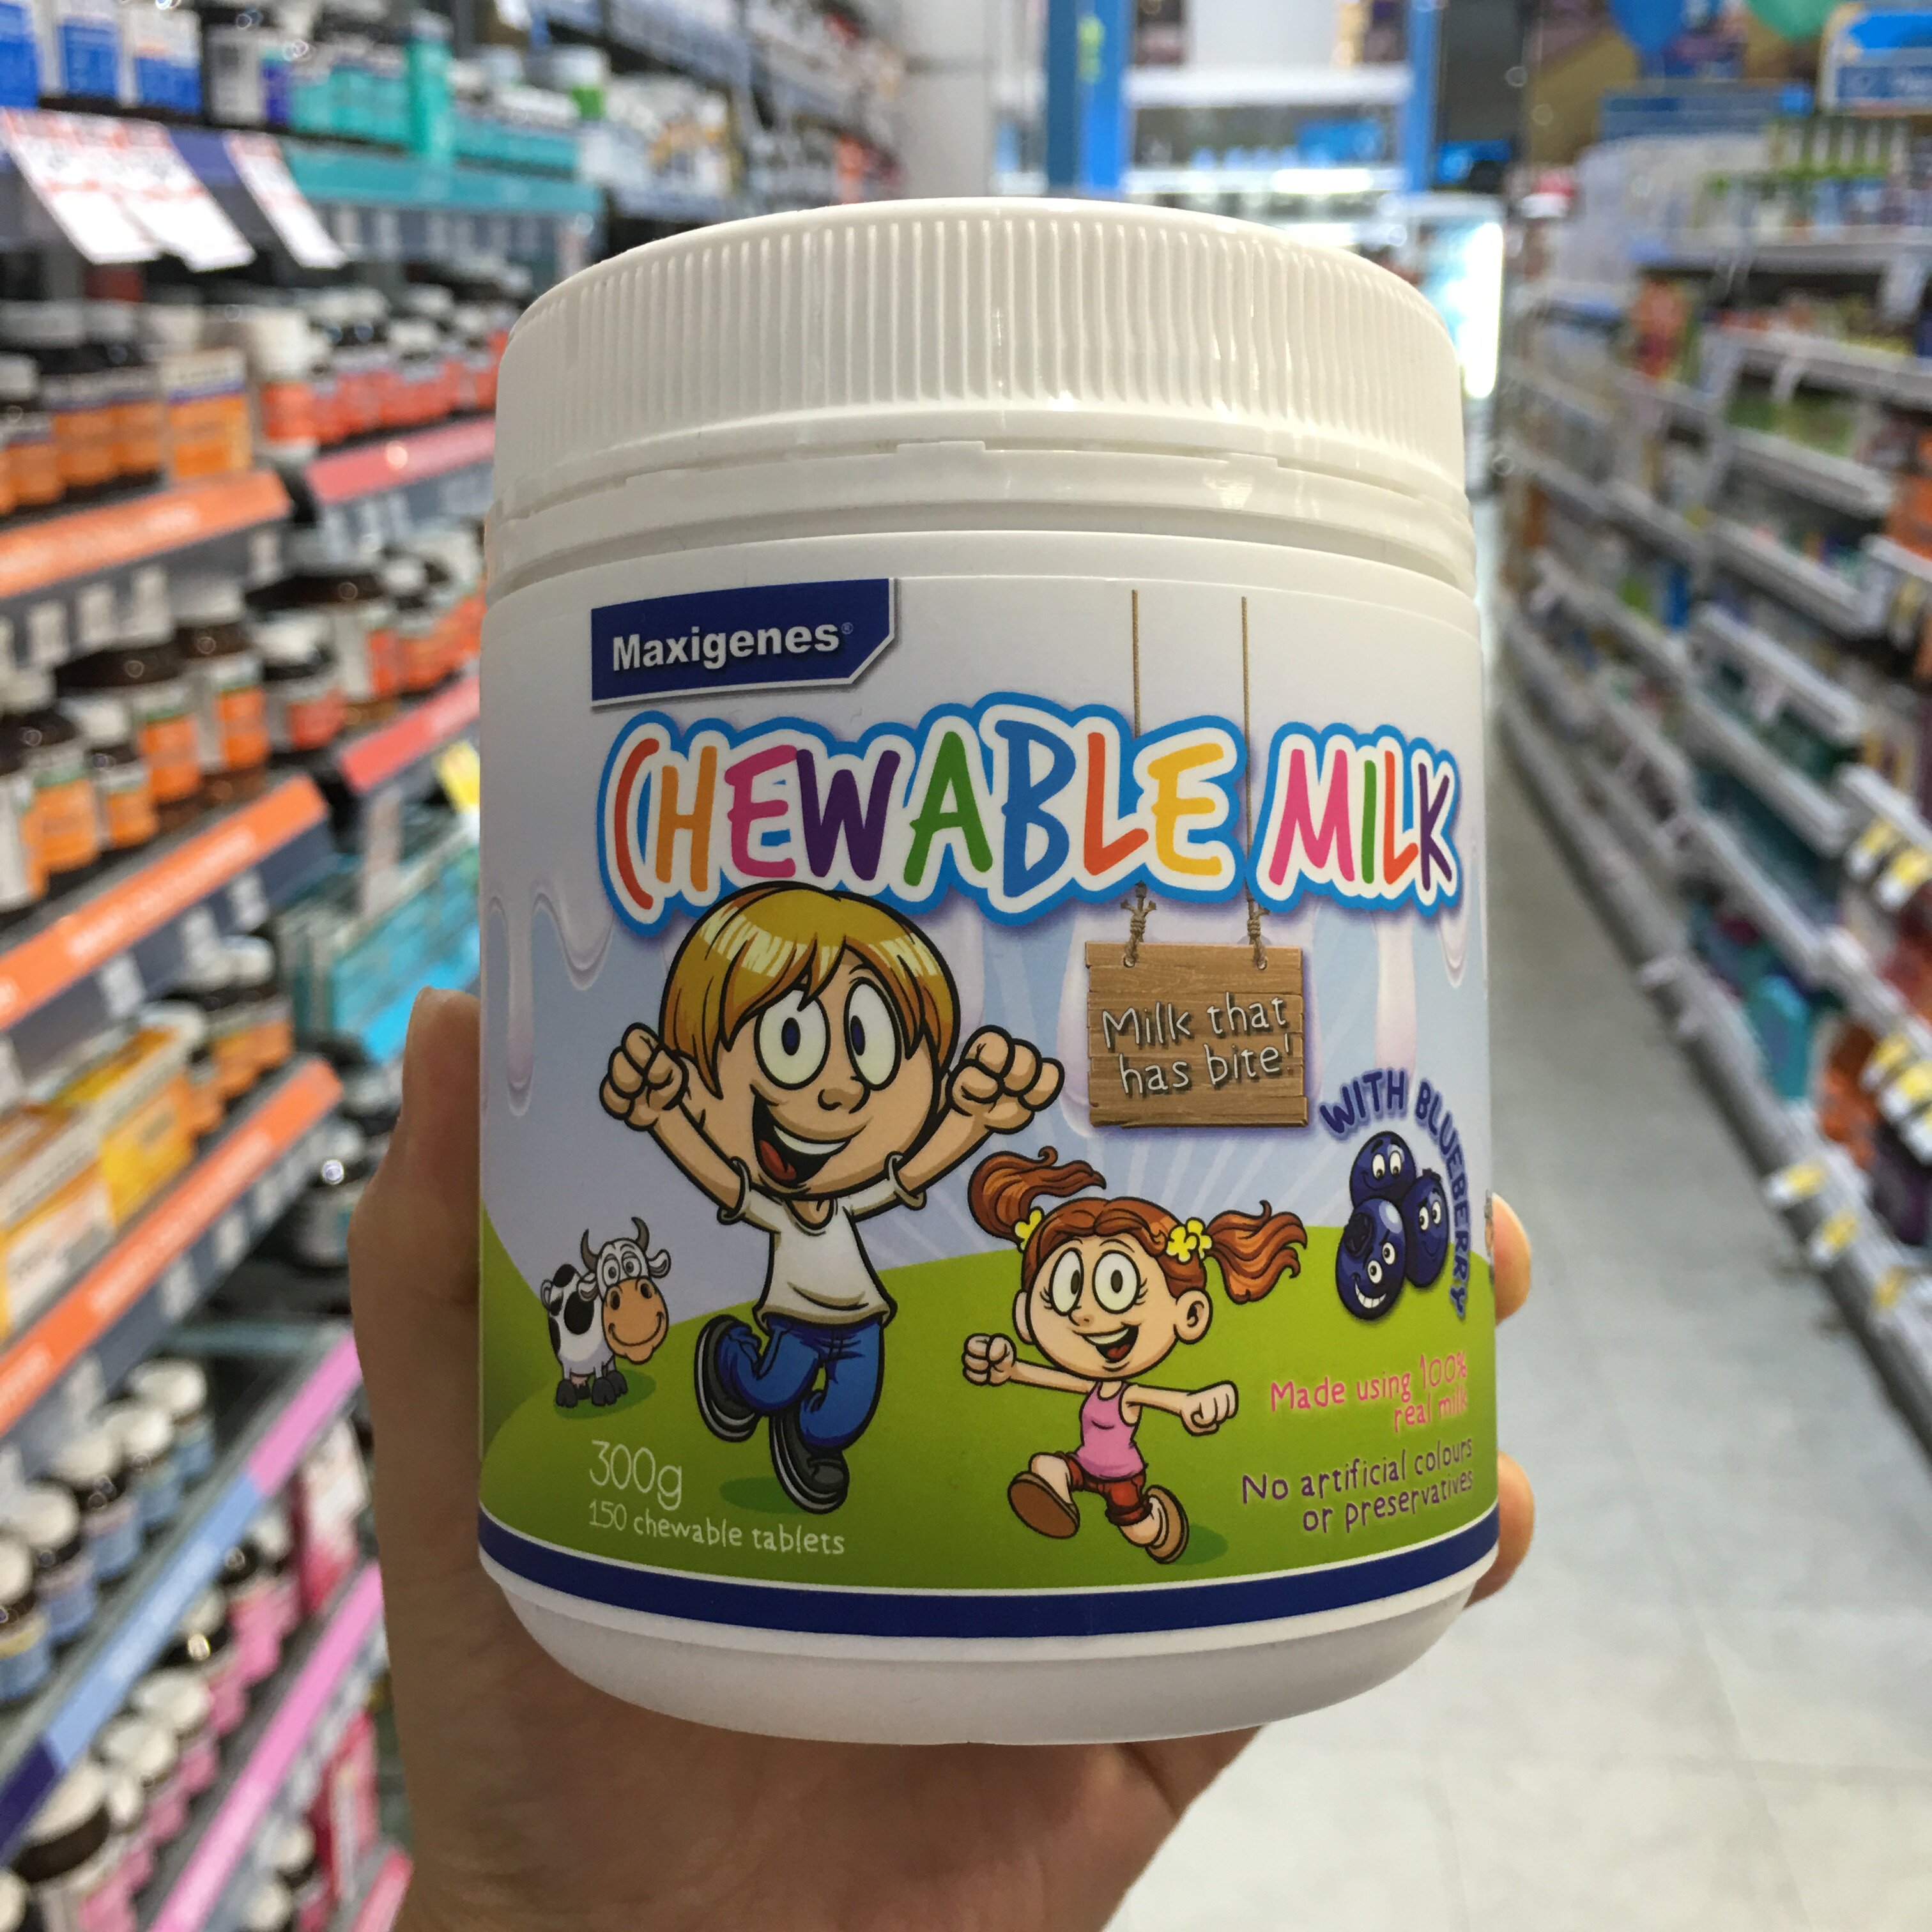 Maxigenes®
CHEWABLE MILK
Milk that
has bite!
WITH BLUEBERRY
Made using 100%
real milk
No artificial colours
or preservatives
300g
150 chewable tablets